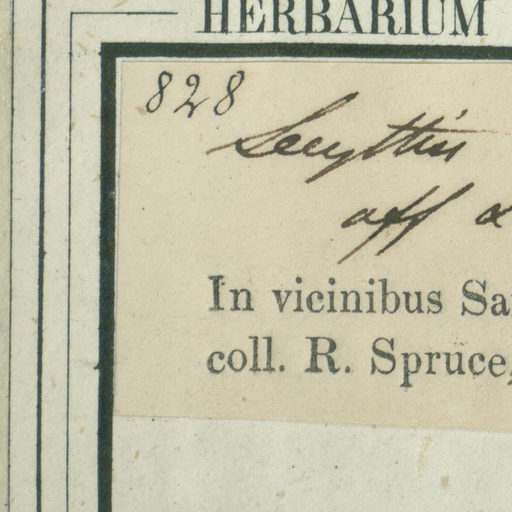 HERBARIUM
828
Lecythis
aff
In vicinibus Sa
coll. R. Spruce,